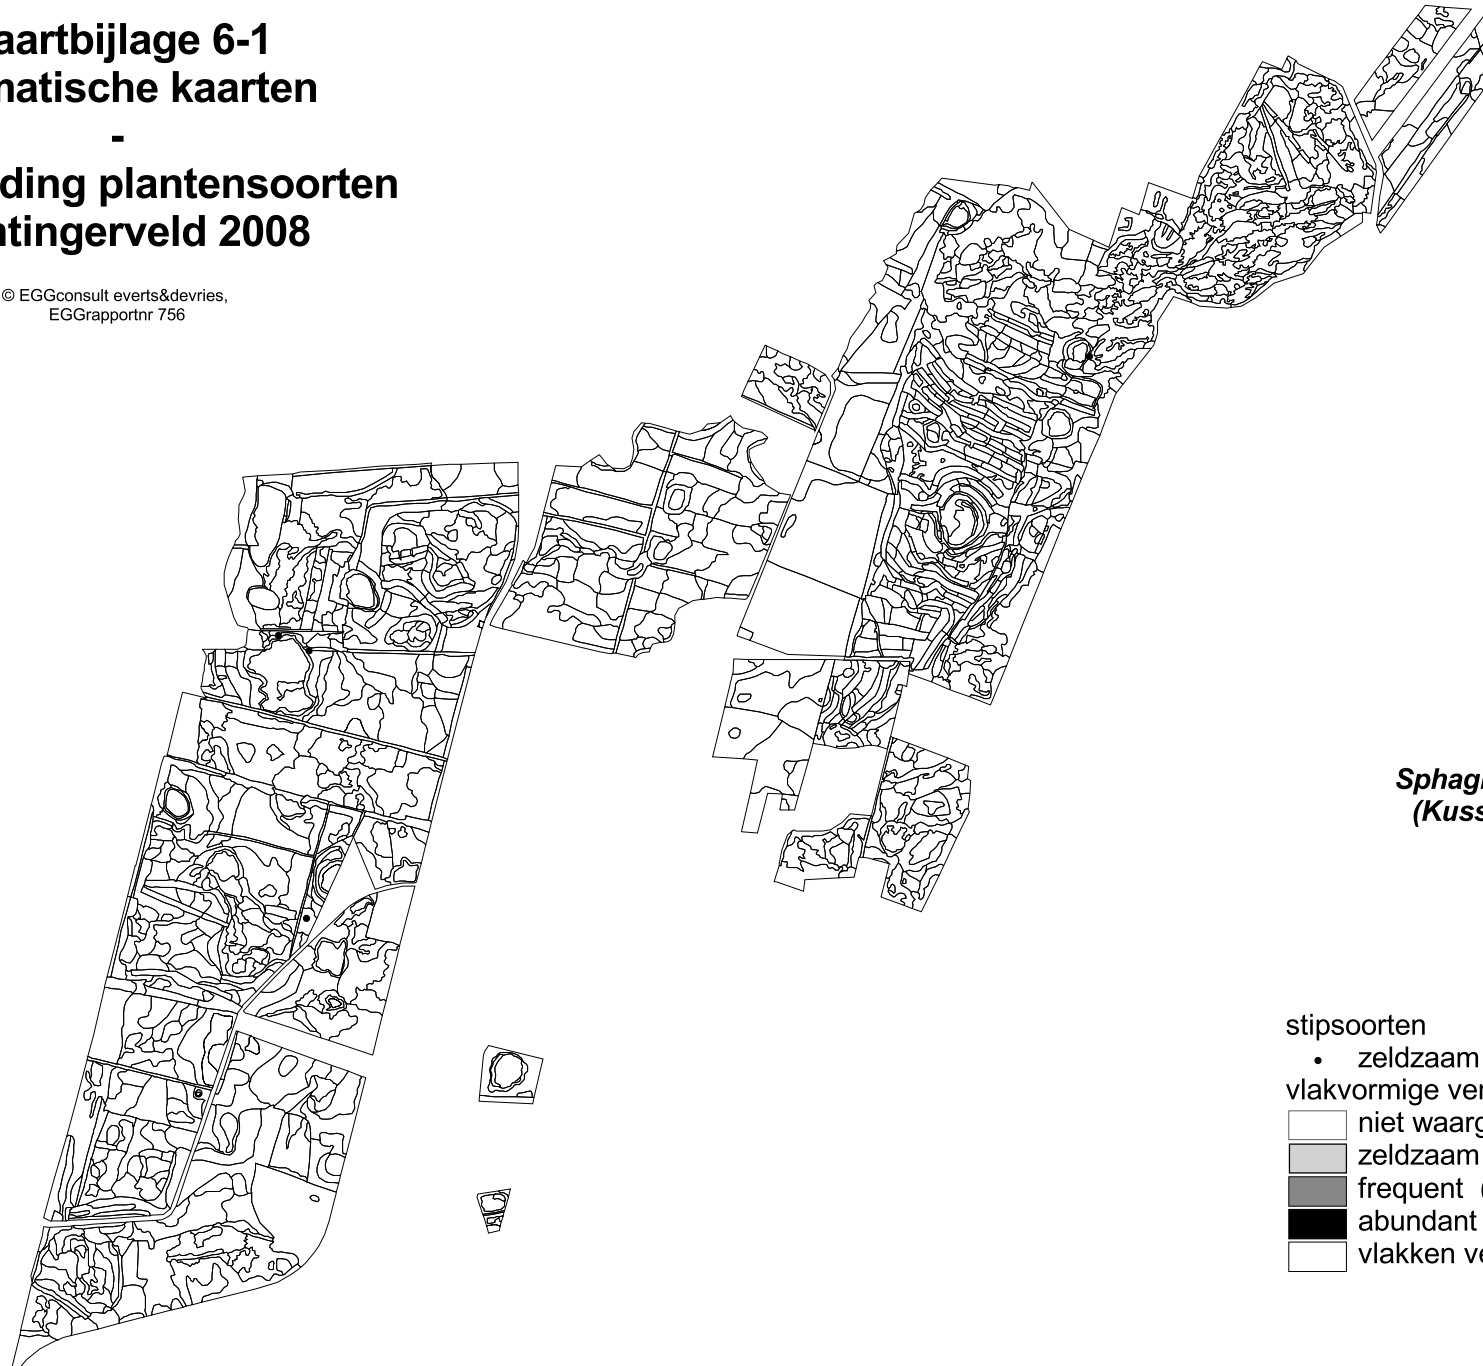 aartbijlage 6-1
matische kaarten
-
ding plantensoorten
ntingerveld 2008
© EGGconsult everts&devries,
EGGrapportnr 756
Sphag
(Kuss
stipsoorten
zeldzaam
vlakvormige ver
niet waarg
zeldzaam
frequent (
abundant
vlakken ve